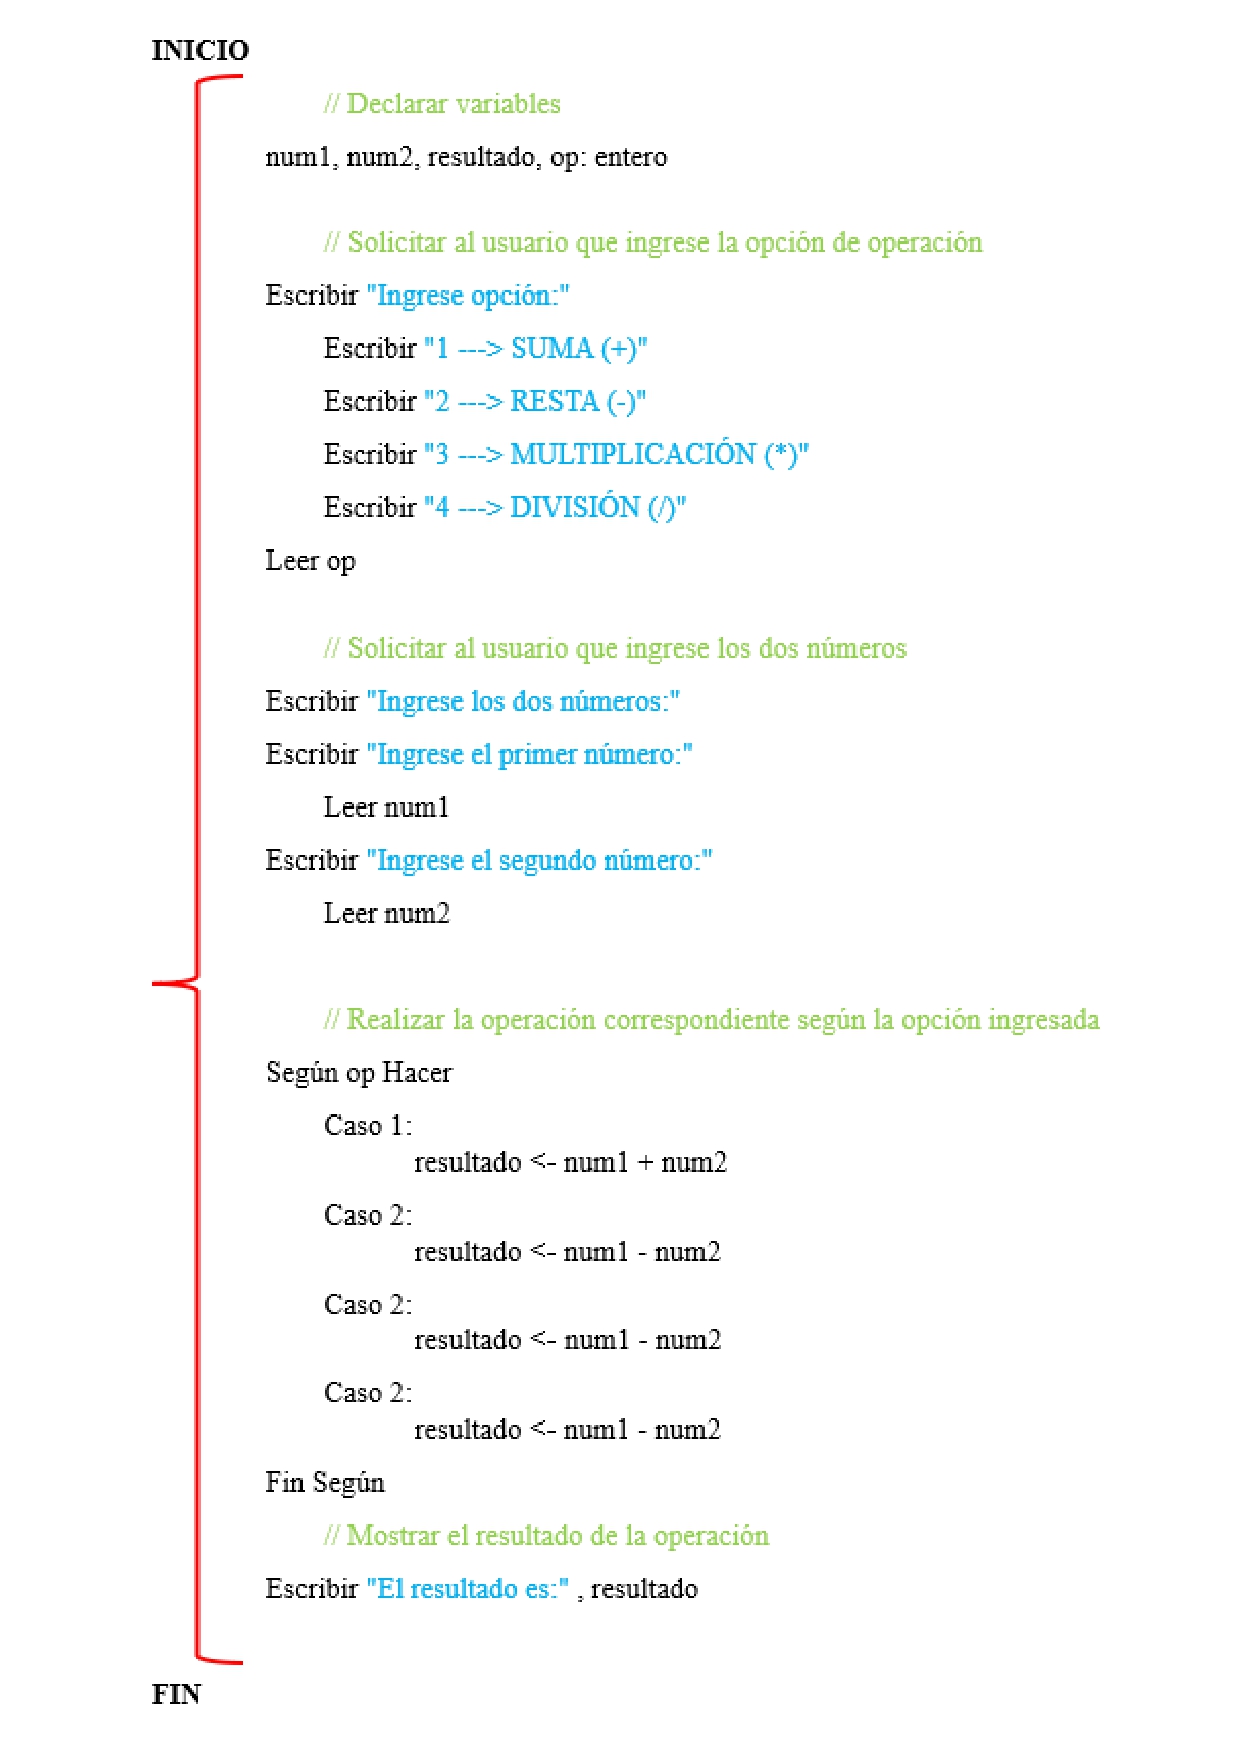 INICIO
// Declarar variables
num1, num2, resultado, op: entero
// Solicitar al usuario que ingrese la opción de operación
Escribir "Ingrese opción:"
Escribir "1 ---> SUMA (+)"
Escribir "2 ---> RESTA (-)"
Escribir "3 ---> MULTIPLICACIÓN (*)"
Escribir "4 ---> DIVISIÓN (/)"
Leer op
// Solicitar al usuario que ingrese los dos números
Escribir "Ingrese los dos números:"
Escribir "Ingrese el primer número:"
Leer num1
Escribir "Ingrese el segundo número:"
Leer num2
// Realizar la operación correspondiente según la opción ingresada
Según op Hacer
Caso 1:
resultado <- num1 + num2
Caso 2:
resultado <- num1 - num2
Caso 2:
resultado <- num1 - num2
Caso 2:
resultado <- num1 - num2
Fin Según
// Mostrar el resultado de la operación
Escribir "El resultado es:" , resultado
FIN